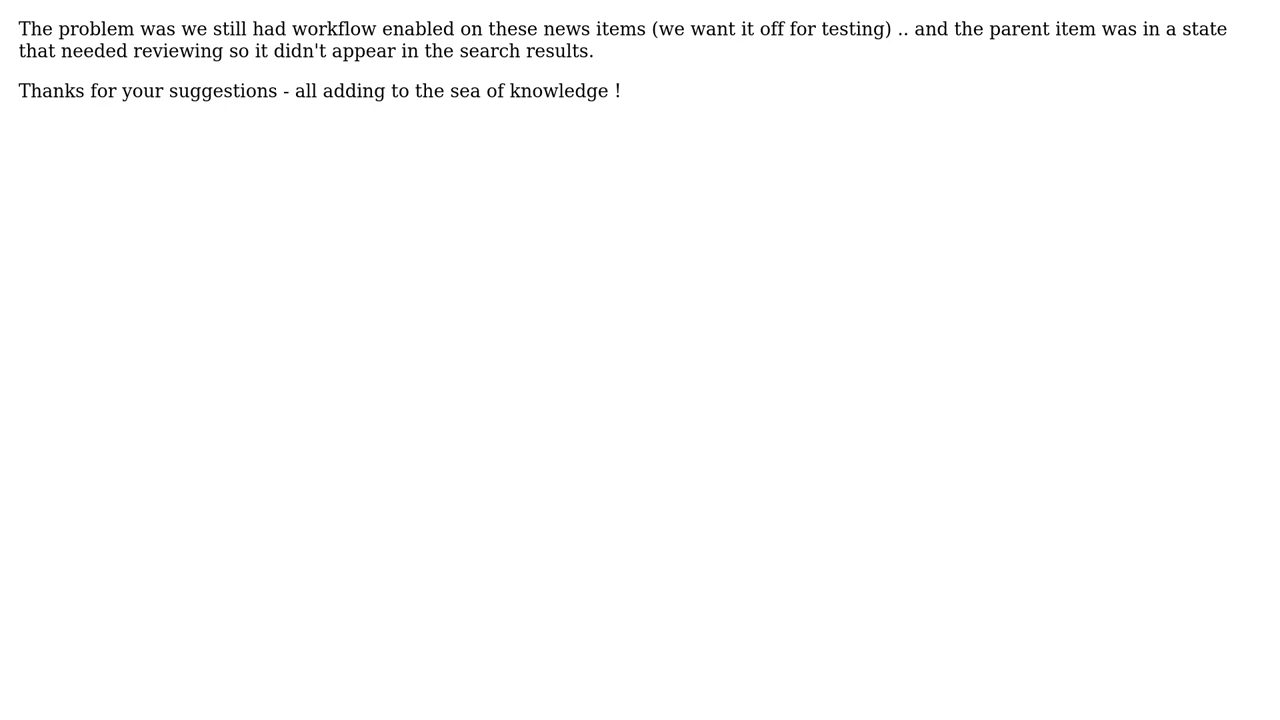 The problem was we still had workflow enabled on these news items (we want it off for testing) .. and the parent item was in a state
that needed reviewing so it didn't appear in the search results.
Thanks for your suggestions - all adding to the sea of knowledge !